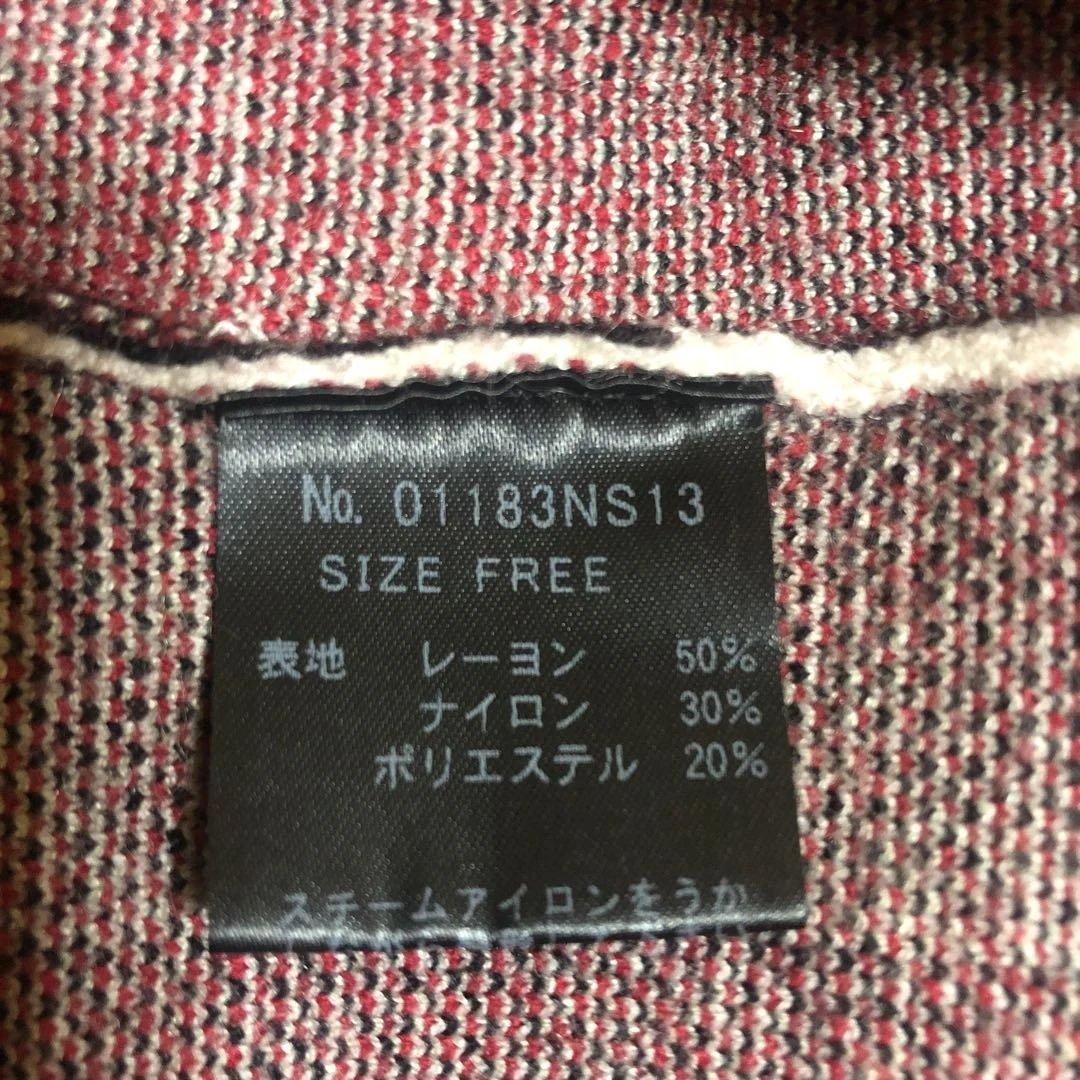 No. 01183NS13
SIZE FREE
表地 レーヨン 50%
ナイロン 30%
ポリエステル 20%
スチームアイロンをうか